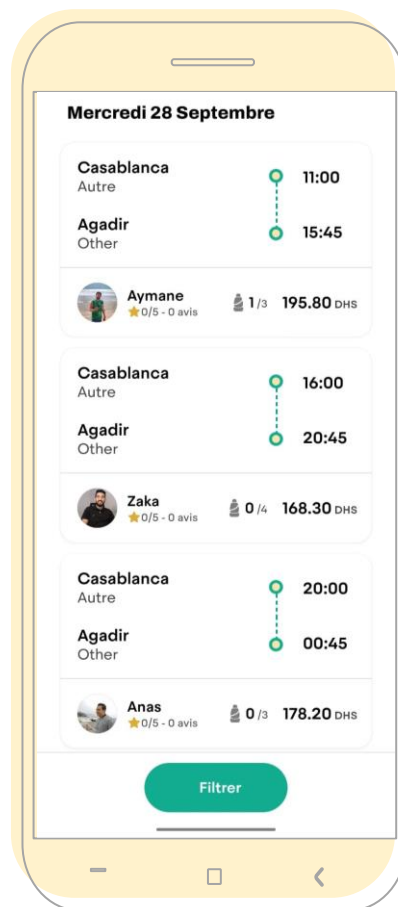 Mercredi 28 Septembre
Casablanca
Autre
11:00
Agadir
Other
15:45
Aymane
0/5 - 0 avis
1 /3 195.80 DHS
Casablanca
Autre
16:00
Agadir
Other
20:45
Zaka
0/5 - 0 avis
0 /4 168.30 DHS
Casablanca
Autre
20:00
Agadir
Other
00:45
Anas
0/5 - 0 avis
0 /3 178.20 DHS
Filtrer